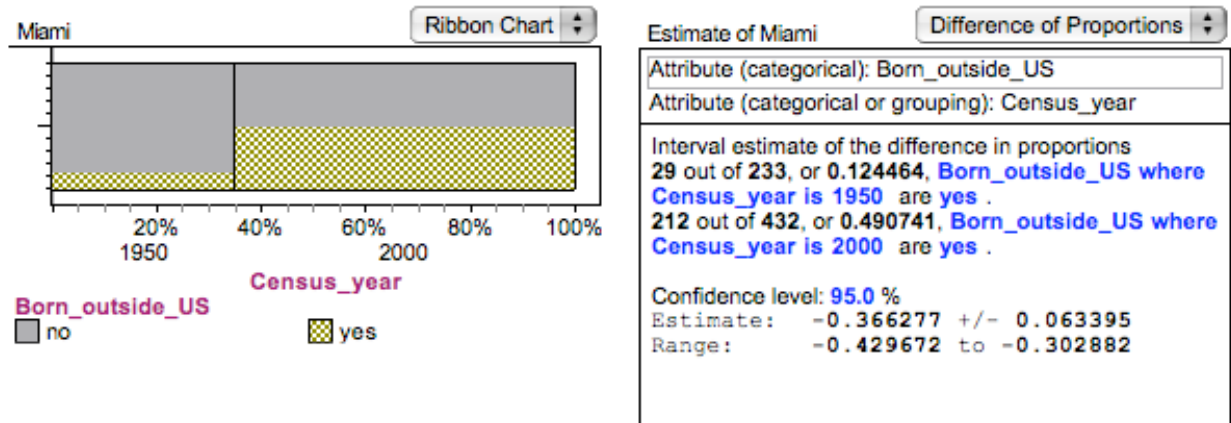 Miami
Ribbon Chart
20% 40% 60% 80% 100%
1950 2000
Census_year
Born_outside_US
no yes
Estimate of Miami
Difference of Proportions
Attribute (categorical): Born_outside_US
Attribute (categorical or grouping): Census_year
Interval estimate of the difference in proportions
29 out of 233, or 0.124464, Born_outside_US where
Census_year is 1950 are yes .
212 out of 432, or 0.490741, Born_outside_US where
Census_year is 2000 are yes .
Confidence level: 95.0 %
Estimate: -0.366277 +/- 0.063395
Range: -0.429672 to -0.302882